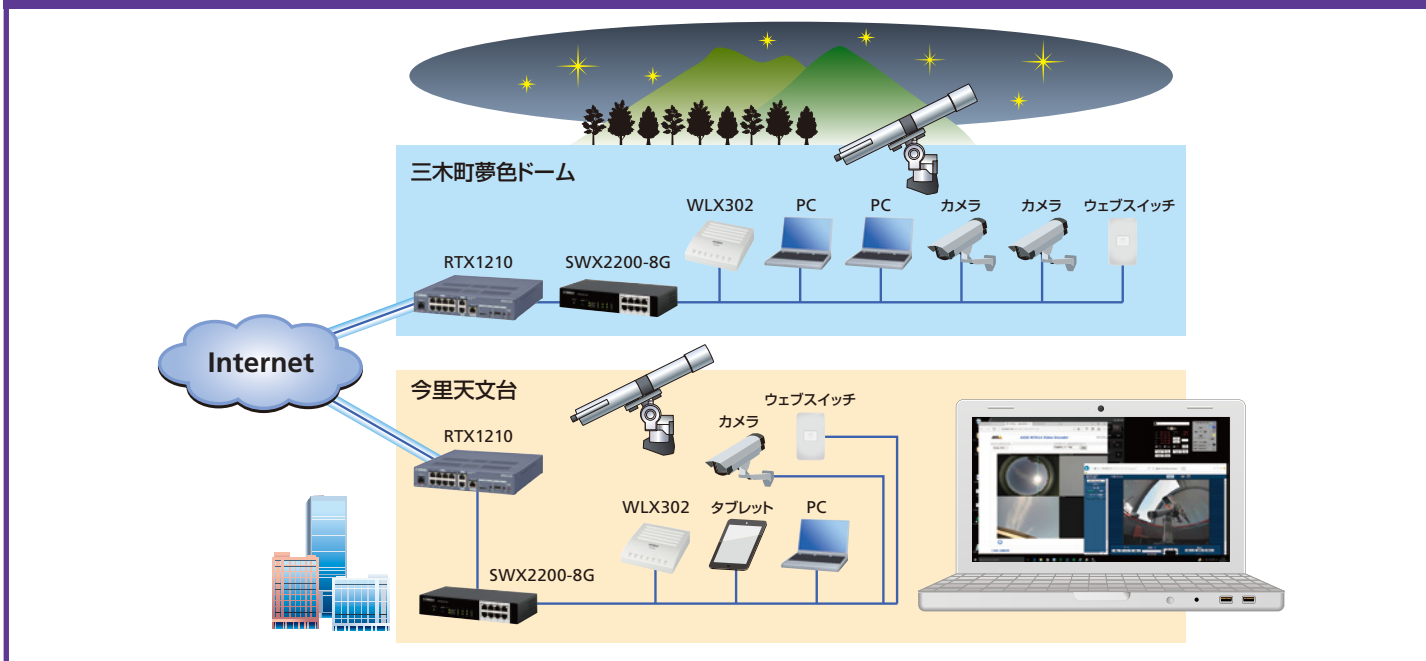 三木町夢色ドーム
WLX302
PC
PC
カメラ
カメラ
ウェブスイッチ
RTX1210
SWX2200-8G
Internet
今里天文台
ウェブスイッチ
カメラ
RTX1210
WLX302
タブレット
PC
SWX2200-8G